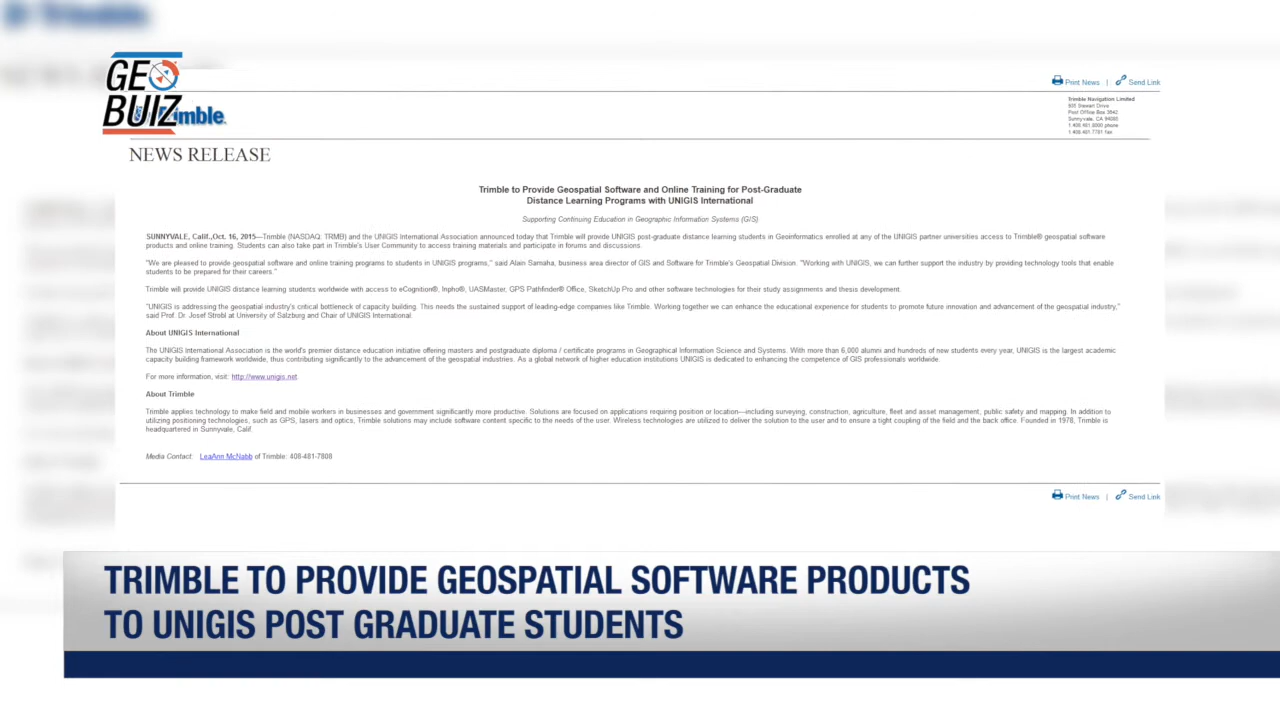 Trimble
GEO
BUIZ
Trimble
Print News | Send Link
Trimble Navigation Limited
935 Stewart Drive
Post Office Box 3642
Sunnyvale, CA 94085
1.408.481.8000 phone
1.408.481.7781 fax
NEWS RELEASE
Trimble to Provide Geospatial Software and Online Training for Post-Graduate
Distance Learning Programs with UNIGIS International
Supporting Continuing Education in Geographic Information Systems (GIS)
SUNNYVALE, Calif.,Oct. 16, 2015—Trimble (NASDAQ: TRMB) and the UNIGIS International Association announced today that Trimble will provide UNIGIS post-graduate distance learning students in Geoinformatics enrolled at any of the UNIGIS partner universities access to Trimble® geospatial software
products and online training. Students can also take part in Trimble's User Community to access training materials and participate in forums and discussions.
"We are pleased to provide geospatial software and online training programs to students in UNIGIS programs," said Alain Samaha, business area director of GIS and Software for Trimble's Geospatial Division. "Working with UNIGIS, we can further support the industry by providing technology tools that enable
students to be prepared for their careers."
Trimble will provide UNIGIS distance learning students worldwide with access to eCognition®, Inpho®, UASMaster, GPS Pathfinder® Office, SketchUp Pro and other software technologies for their study assignments and thesis development.
"UNIGIS is addressing the geospatial industry's critical bottleneck of capacity building. This needs the sustained support of leading-edge companies like Trimble. Working together we can enhance the educational experience for students to promote future innovation and advancement of the geospatial industry,"
said Prof. Dr. Josef Strobl at University of Salzburg and Chair of UNIGIS International.
About UNIGIS International
The UNIGIS International Association is the world's premier distance education initiative offering masters and postgraduate diploma / certificate programs in Geographical Information Science and Systems. With more than 6,000 alumni and hundreds of new students every year, UNIGIS is the largest academic
capacity building framework worldwide, thus contributing significantly to the advancement of the geospatial industries. As a global network of higher education institutions UNIGIS is dedicated to enhancing the competence of GIS professionals worldwide.
For more information, visit: http://www.unigis.net.
About Trimble
Trimble applies technology to make field and mobile workers in businesses and government significantly more productive. Solutions are focused on applications requiring position or location—including surveying, construction, agriculture, fleet and asset management, public safety and mapping. In addition to
utilizing positioning technologies, such as GPS, lasers and optics, Trimble solutions may include software content specific to the needs of the user. Wireless technologies are utilized to deliver the solution to the user and to ensure a tight coupling of the field and the back office. Founded in 1978, Trimble is
headquartered in Sunnyvale, Calif.
Media Contact: LeaAnn McNabb of Trimble: 408-481-7808
Print News | Send Link
TRIMBLE TO PROVIDE GEOSPATIAL SOFTWARE PRODUCTS
TO UNIGIS POST GRADUATE STUDENTS